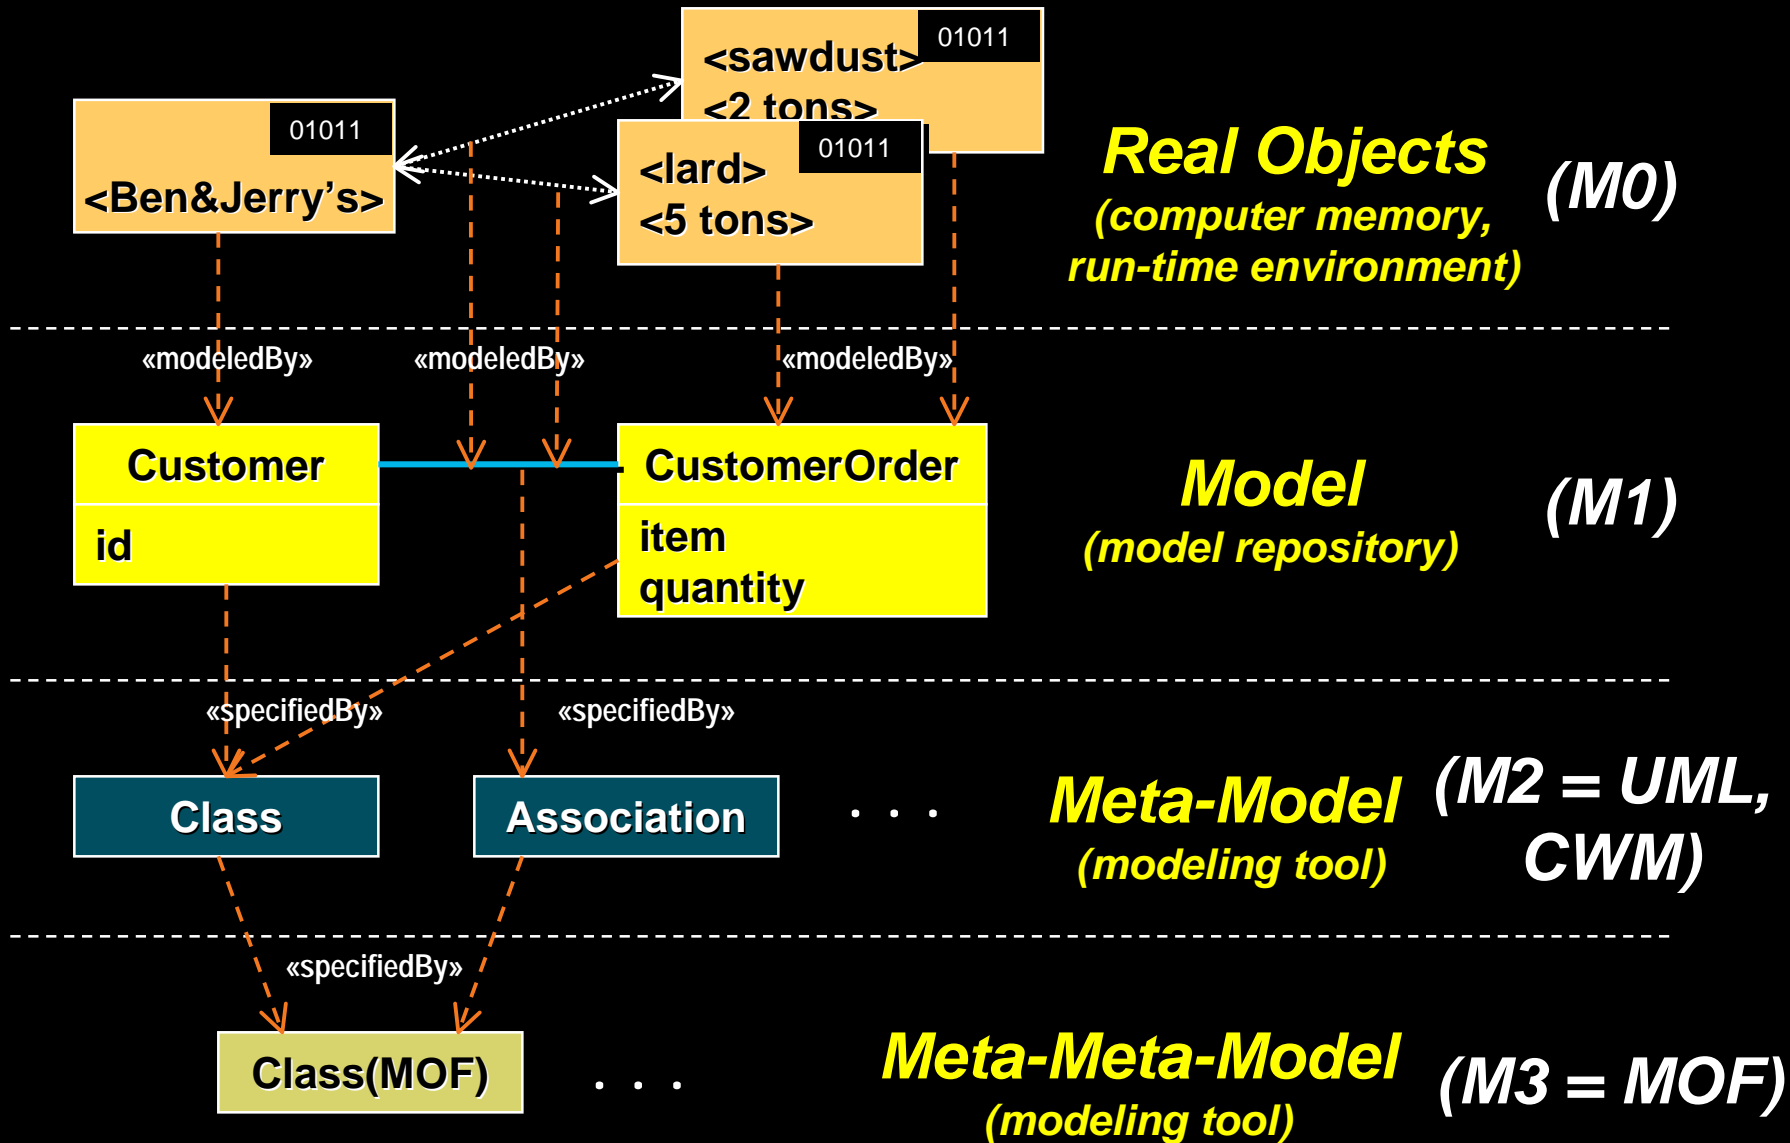 01011
<sawdust>
<2 tons>
01011
<Ben&Jerry's>
01011
<lard>
<5 tons>
Real Objects
(computer memory,
run-time environment)
(M0)
«modeledBy»
«modeledBy»
«modeledBy»
Customer
id
CustomerOrder
item
quantity
Model
(model repository)
(M1)
«specifiedBy»
«specifiedBy»
Class
Association
. . .
Meta-Model
(modeling tool)
(M2 = UML,
CWM)
«specifiedBy»
Class(MOF)
. . .
Meta-Meta-Model
(modeling tool)
(M3 = MOF)